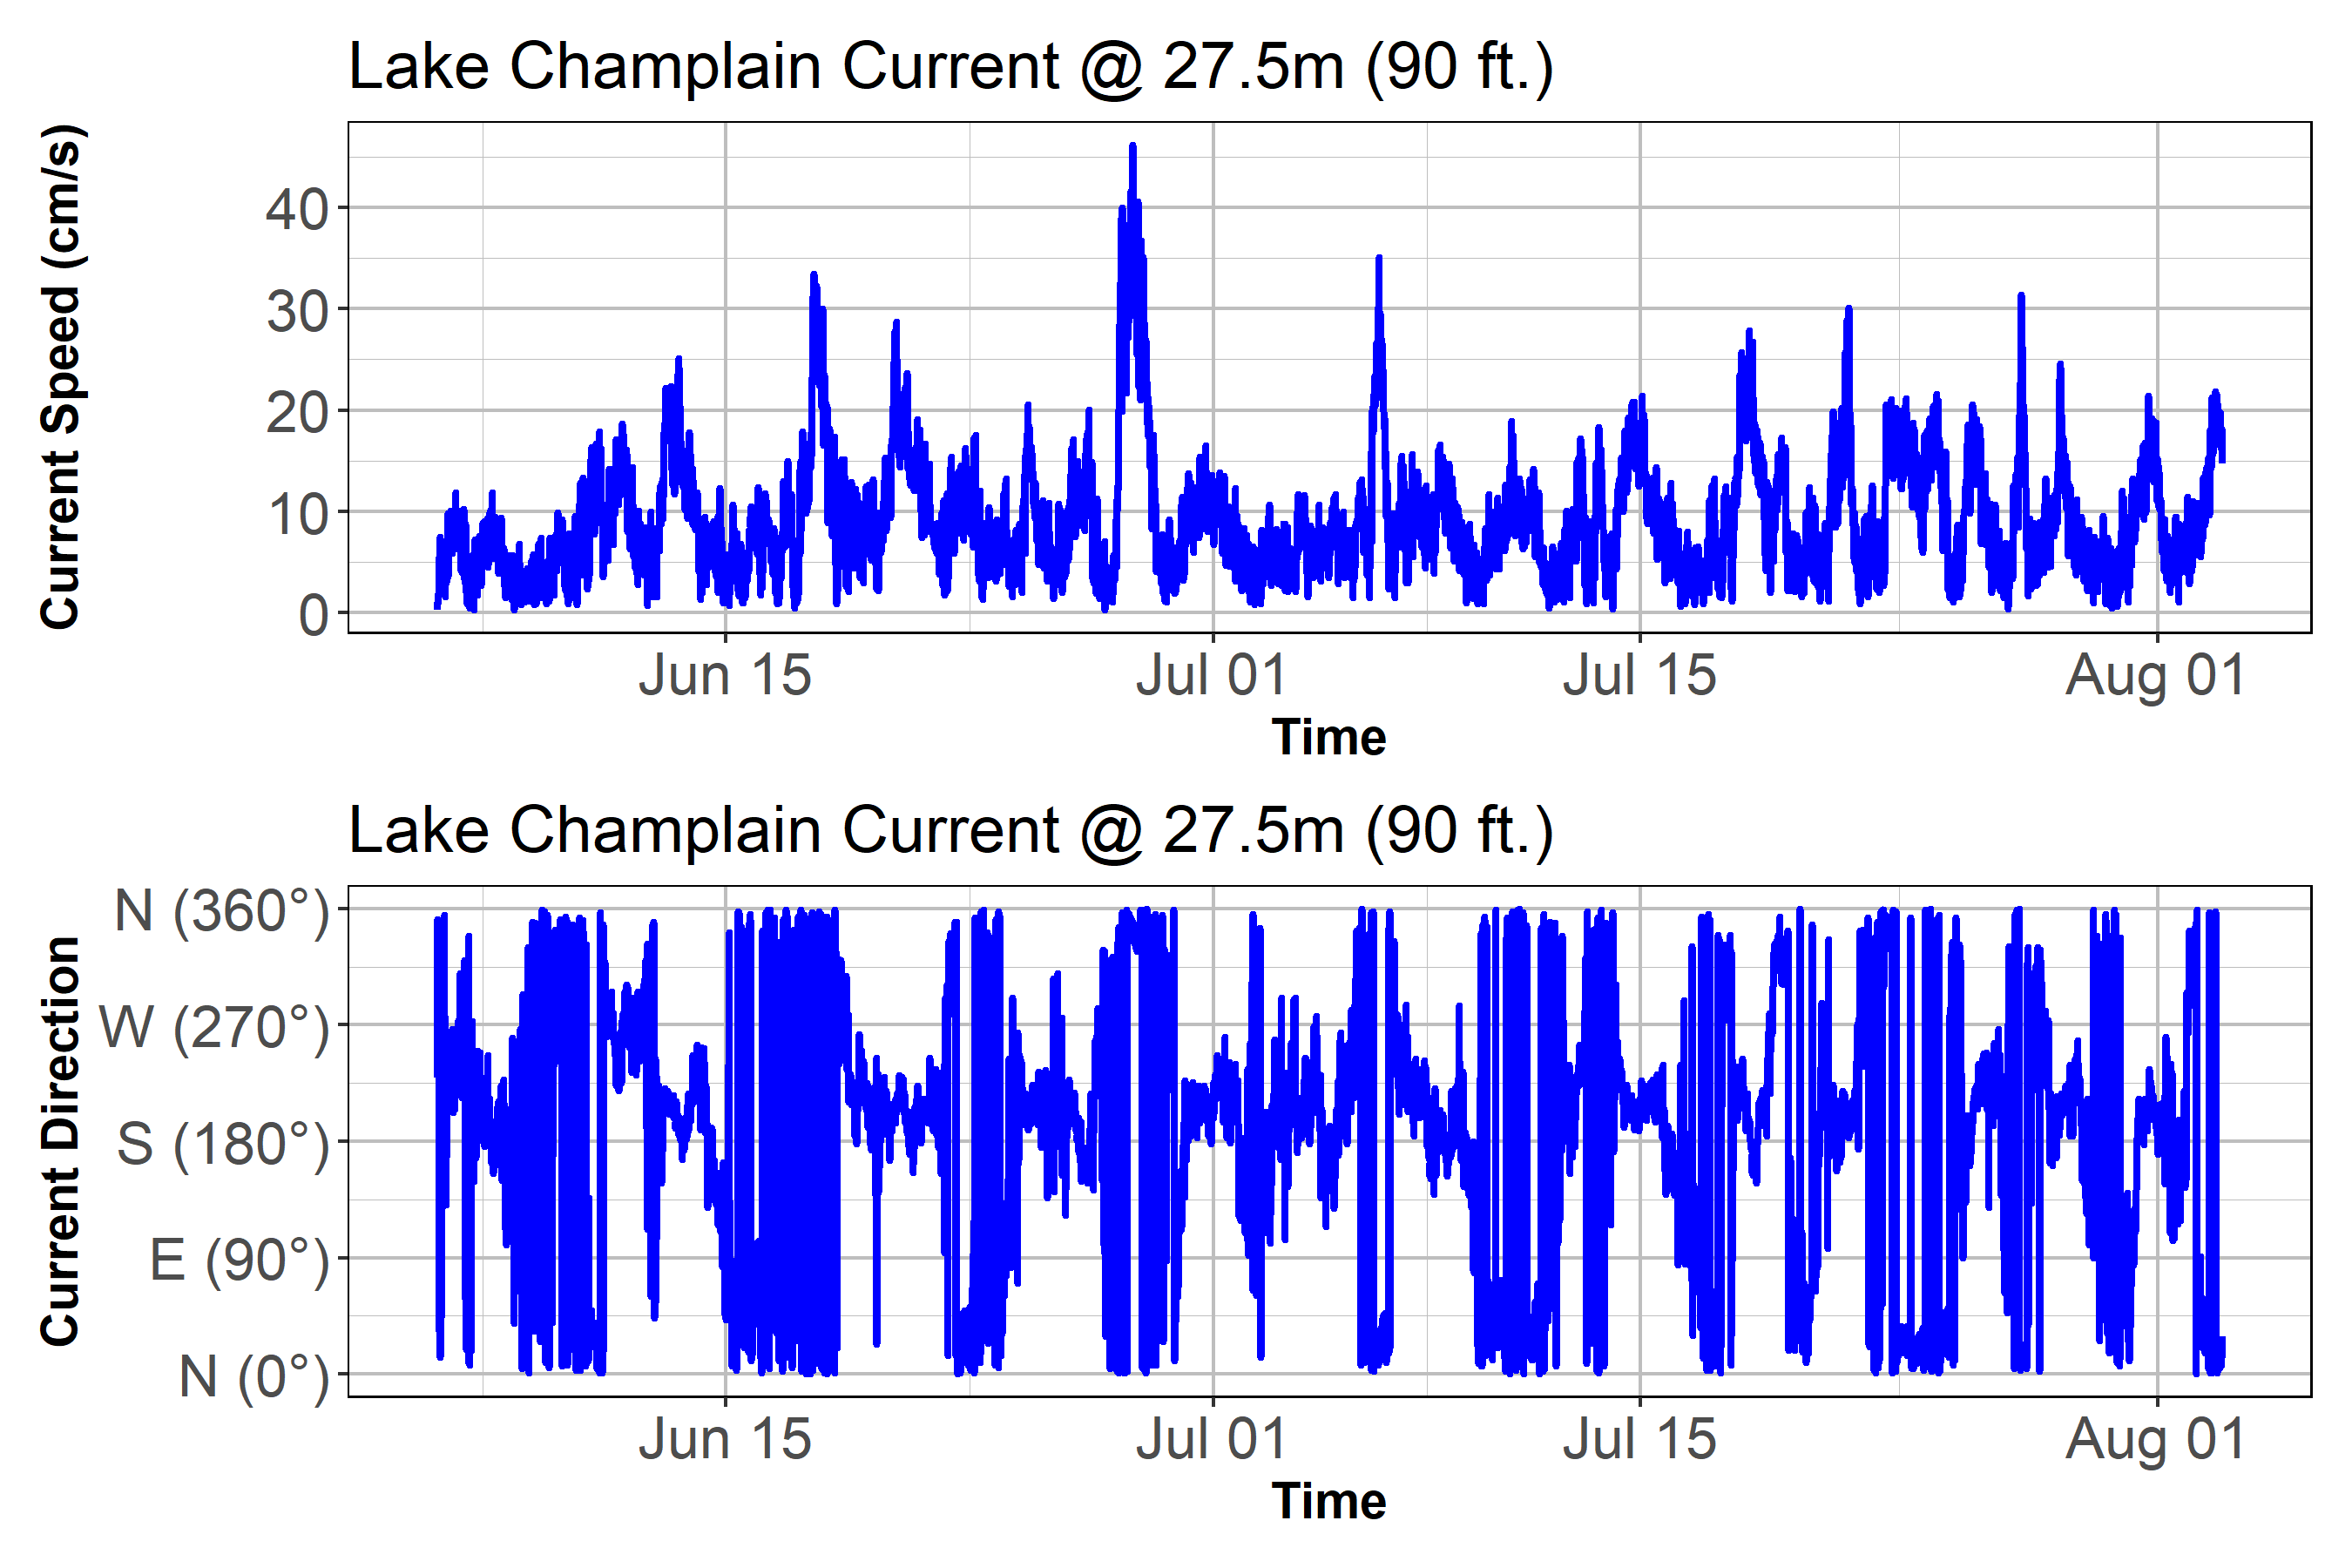 Lake Champlain Current @ 27.5m (90 ft.)
Current Speed (cm/s)
40
30
20
10
0
Jun 15
Jul 01
Jul 15
Aug 01
Time
Lake Champlain Current @ 27.5m (90 ft.)
Current Direction
N (360°)
W (270°)
S (180°)
E (90°)
N (0°)
Jun 15
Jul 01
Jul 15
Aug 01
Time